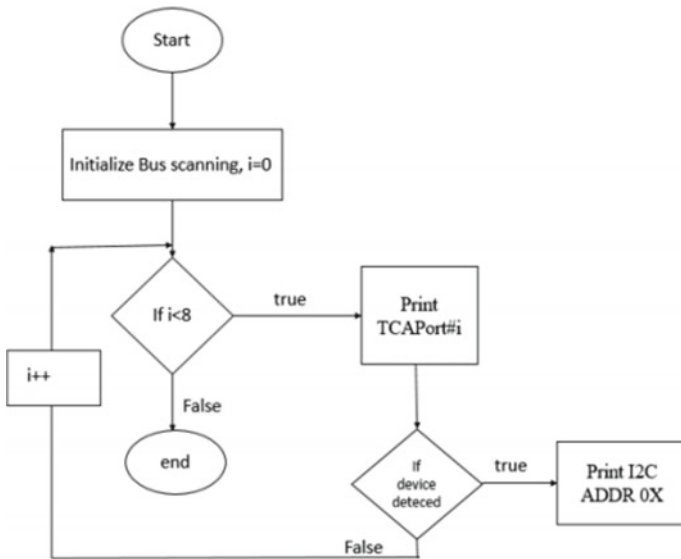 Start
Initialize Bus scanning, i=0
If i<8
true
Print
TCAPort#i
i++
False
end
If
device
deteced
true
Print I2C
ADDR 0X
False